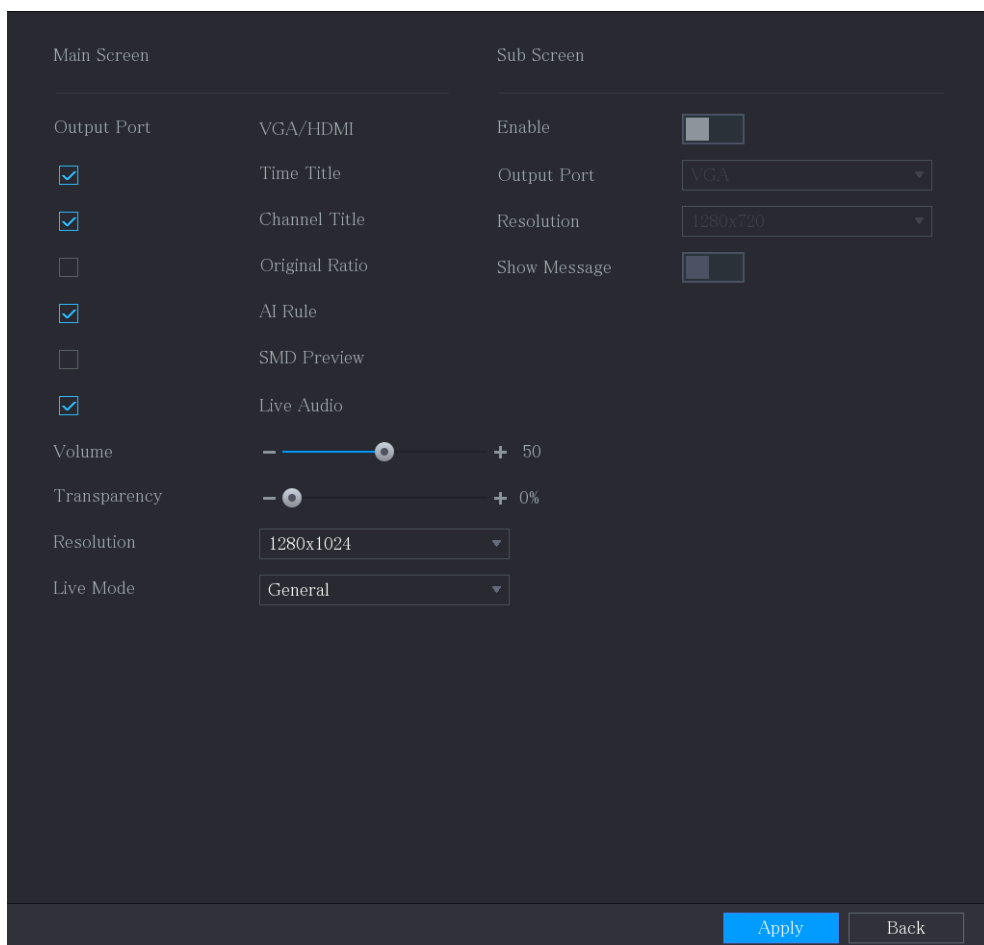 Main Screen
Output Port VGA/HDMI
Time Title
Channel Title
Original Ratio
AI Rule
SMD Preview
Live Audio
Volume 50
Transparency 0%
Resolution 1280x1024
Live Mode General
Sub Screen
Enable
Output Port VGA
Resolution 1280x720
Show Message
Apply Back